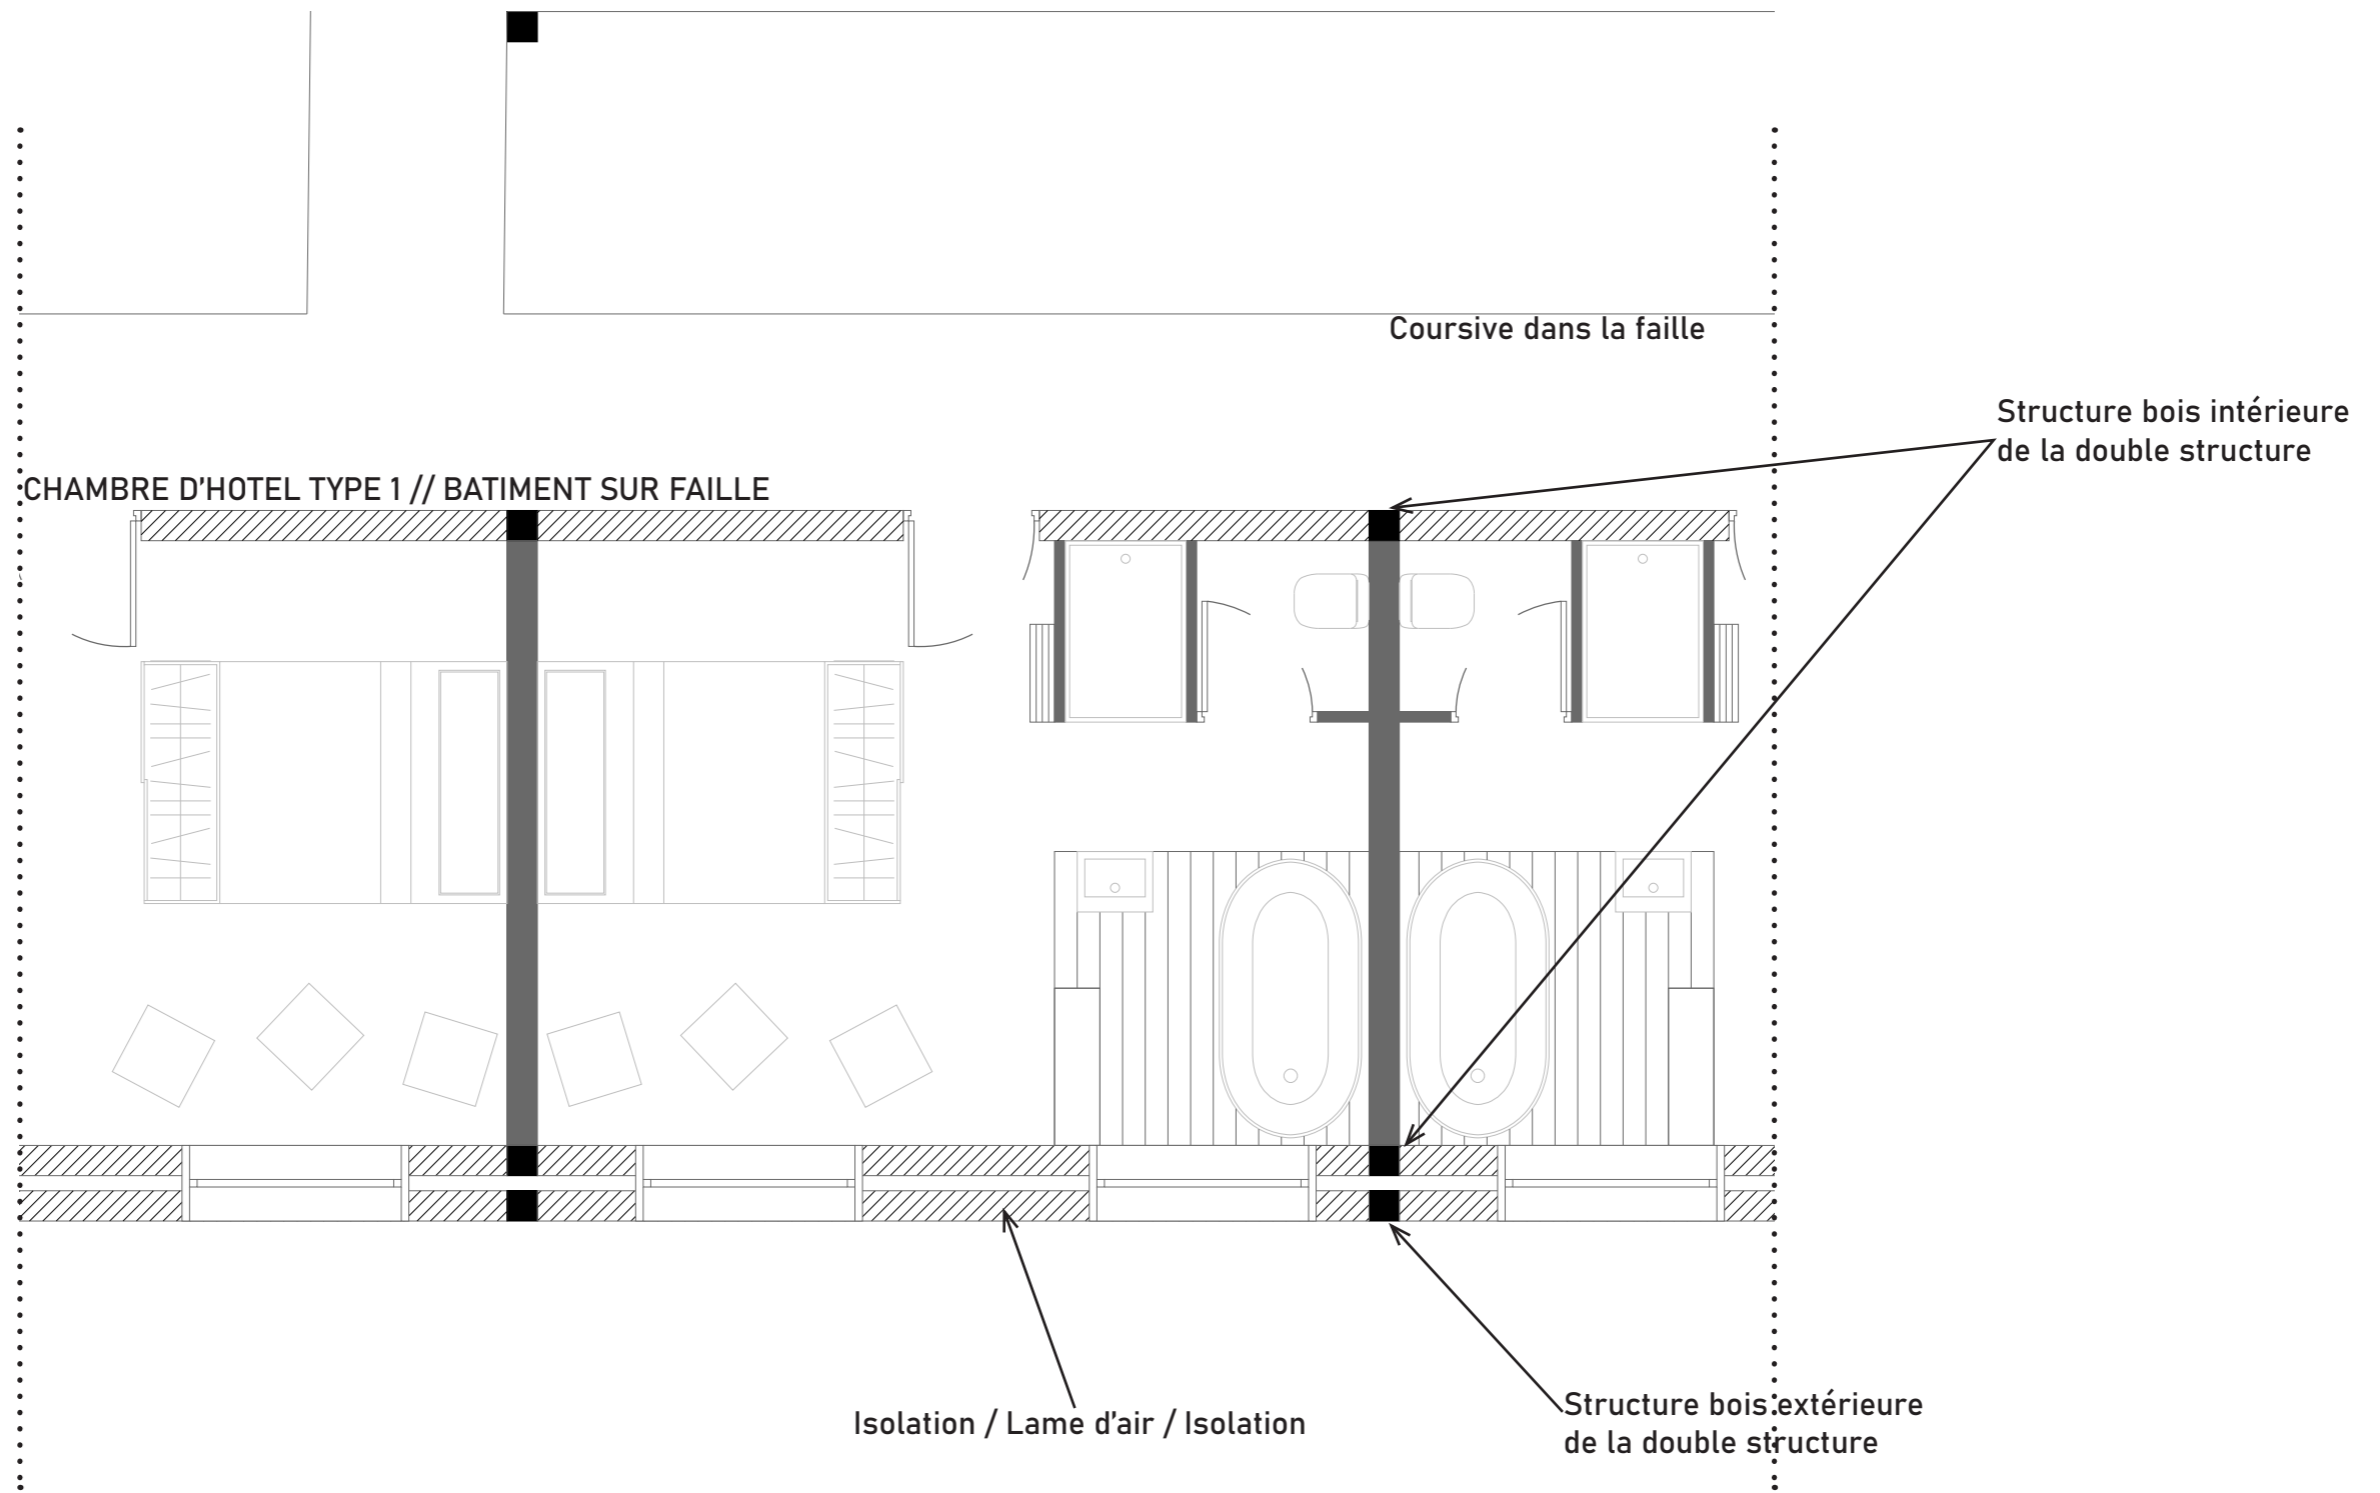 Coursive dans la faille
Structure bois intérieure
de la double structure
CHAMBRE D'HOTEL TYPE 1 // BATIMENT SUR FAILLE
Isolation / Lame d'air / Isolation
Structure bois extérieure
de la double structure